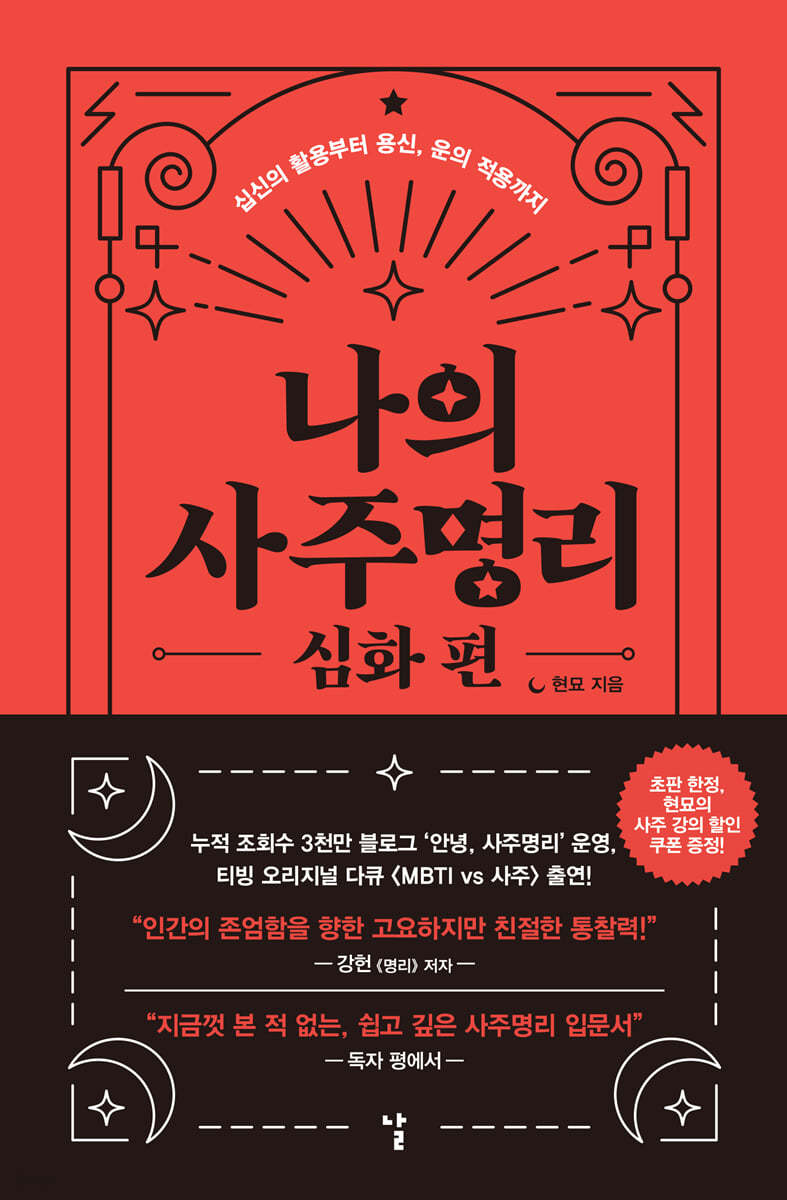 십신의 활용부터 용신, 운의 적용까지
나의
사주명리
심화 편
현묘 지음
초판 한정,
현묘의
사주 강의 할인
쿠폰 증정!
누적 조회수 3천만 블로그 ‘안녕, 사주명리’ 운영,
티빙 오리지널 다큐 〈MBTI vs 사주〉 출연!
“인간의 존엄함을 향한 고요하지만 친절한 통찰력!”
— 강헌 《명리》 저자 —
“지금껏 본 적 없는, 쉽고 깊은 사주명리 입문서”
— 독자 평에서 —
날